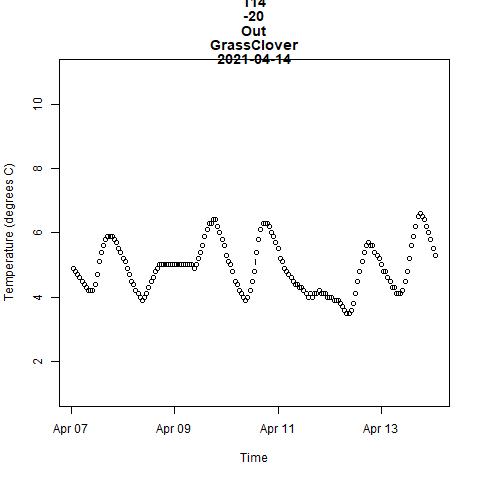 114
-20
Out
GrassClover
2021-04-14
Temperature (degrees C)
10
8
6
4
2
Apr 07 Apr 09 Apr 11 Apr 13
Time